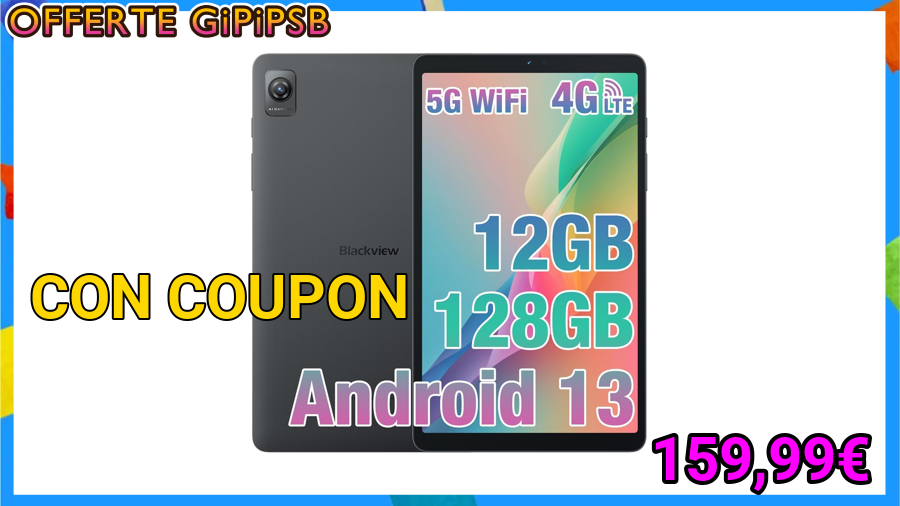 OFFERTE GiPiPSB
5G WiFi 4G LTE
12GB
Blackview
CON COUPON
128GB
Android 13
159,99€